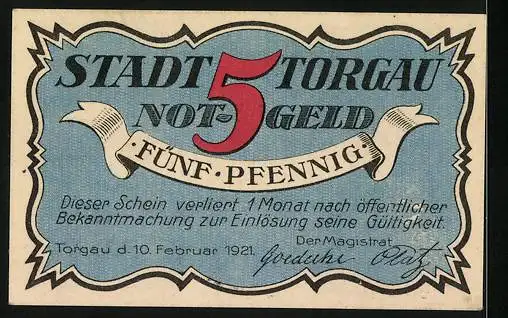 STADT 5 TORGAU
NOT-GELD
·FÜNF·PFENNIG·
Dieser Schein verliert 1 Monat nach öffentlicher
Bekanntmachung zur Einlösung seine Gültigkeit.
Torgau d. 10. Februar 1921. Der Magistrat